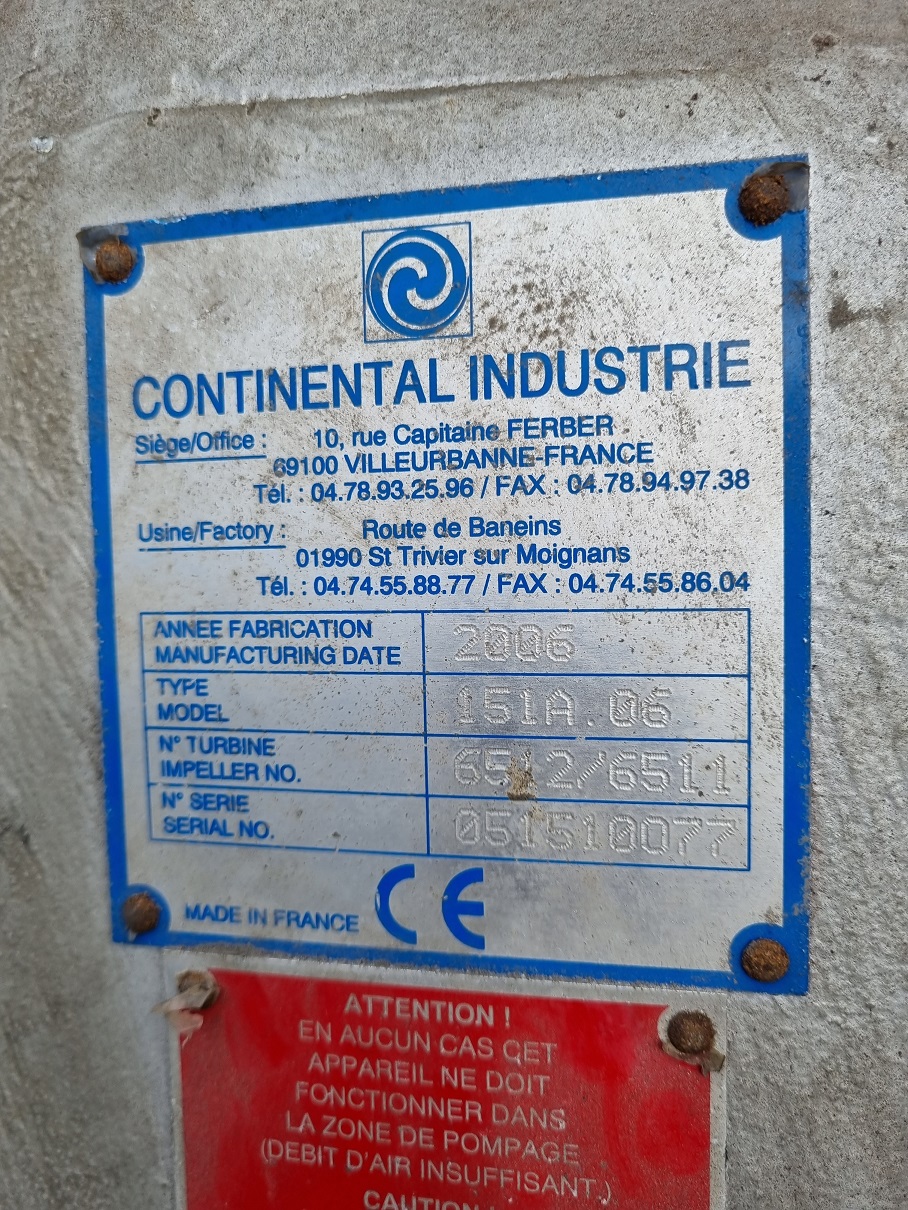 CONTINENTAL INDUSTRIE
Siège/Office : 10, rue Capitaine FERBER
69100 VILLEURBANNE-FRANCE
Tél. : 04.78.93.25.96 / FAX : 04.78.94.97.38
Usine/Factory : Route de Baneins
01990 St Trivier sur Moignans
Tél. : 04.74.55.88.77 / FAX : 04.74.55.86.04
ANNEE FABRICATION
MANUFACTURING DATE 2006
TYPE
MODEL 151A.06
N° TURBINE
IMPELLER NO. 6512/6511
N° SERIE
SERIAL NO. 051510077
MADE IN FRANCE CE
ATTENTION !
EN AUCUN CAS CET
APPAREIL NE DOIT
FONCTIONNER DANS
LA ZONE DE POMPAGE
(DEBIT D'AIR INSUFFISANT.)
CAUTION !